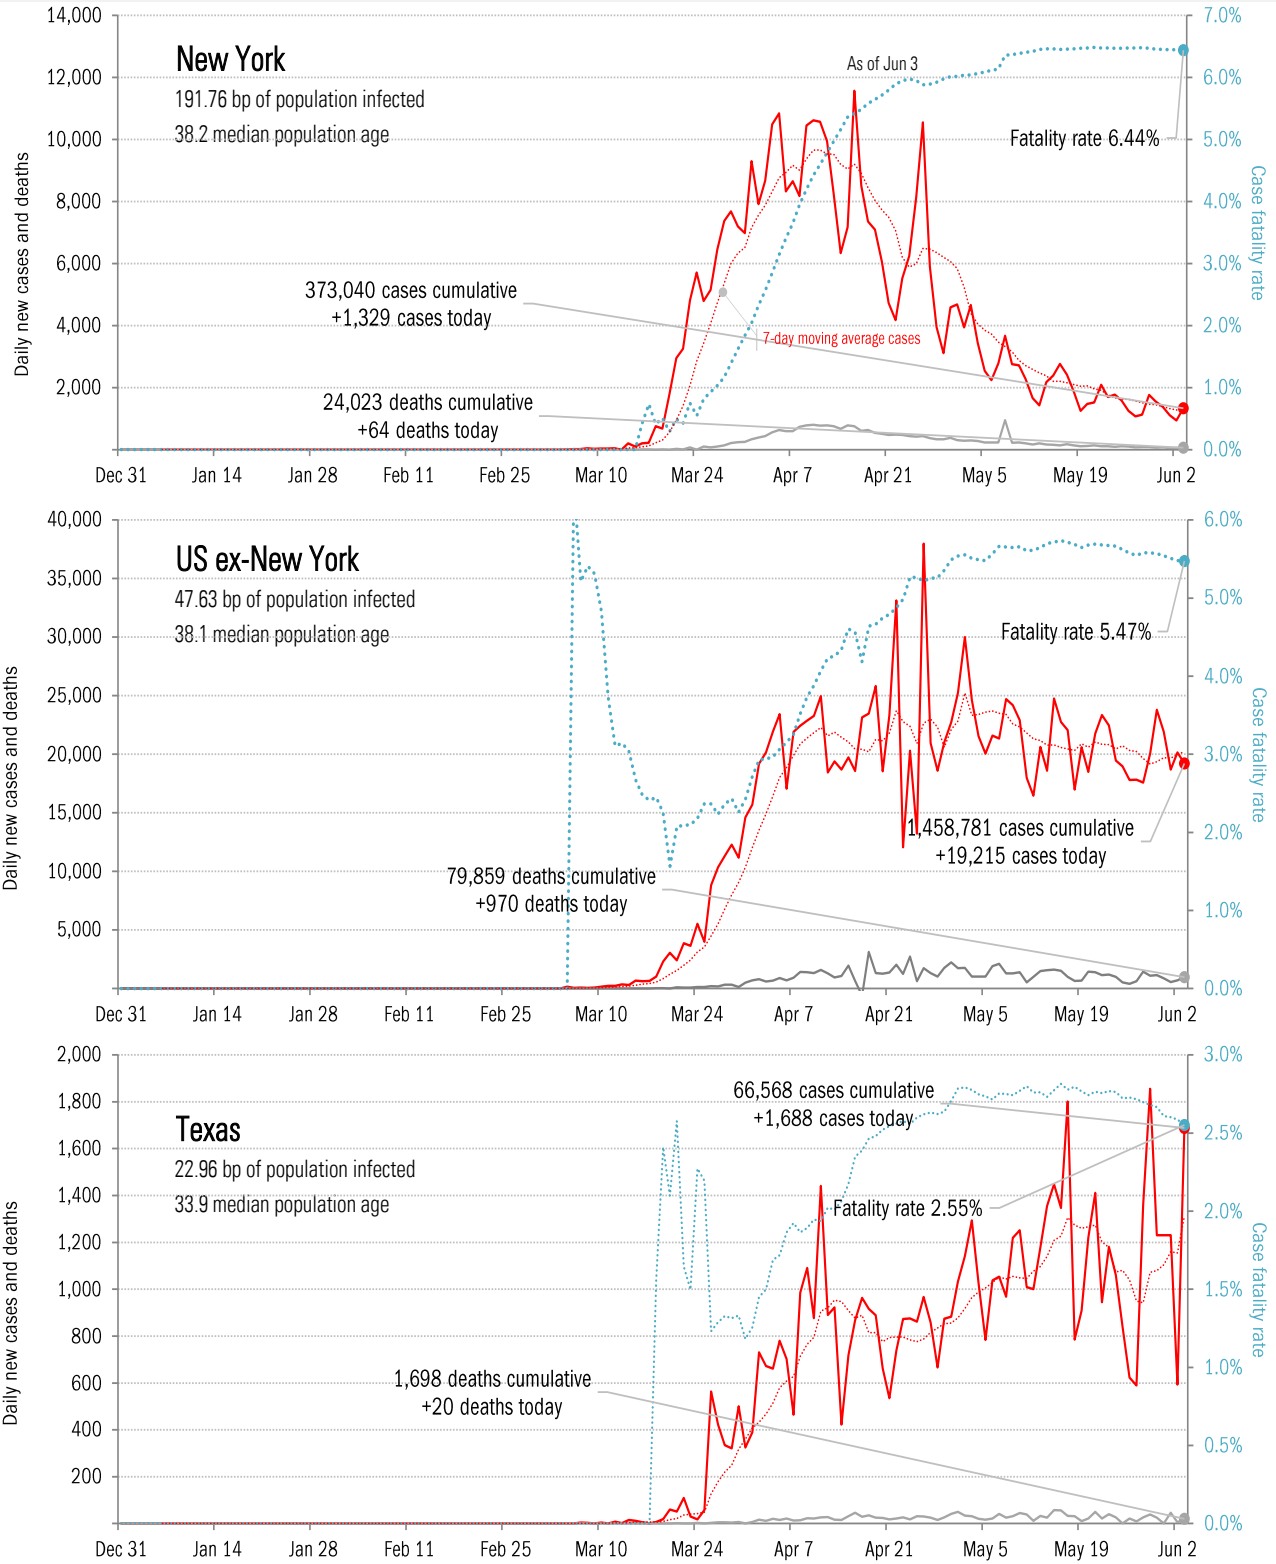 14,000
7.0%
New York
As of Jun 3
12,000
6.0%
191.76 bp of population infected
38.2 median population age
10,000
5.0%
Fatality rate 6.44%
Daily new cases and deaths
Case fatality rate
8,000
4.0%
6,000
3.0%
373,040 cases cumulative
+1,329 cases today
4,000
2.0%
7-day moving average cases
2,000
1.0%
24,023 deaths cumulative
+64 deaths today
0.0%
Dec 31 Jan 14 Jan 28 Feb 11 Feb 25 Mar 10 Mar 24 Apr 7 Apr 21 May 5 May 19 Jun 2
40,000
6.0%
US ex-New York
35,000
47.63 bp of population infected
5.0%
30,000
38.1 median population age
Fatality rate 5.47%
Daily new cases and deaths
Case fatality rate
25,000
4.0%
20,000
3.0%
15,000
2.0%
1,458,781 cases cumulative
+19,215 cases today
10,000
79,859 deaths cumulative
+970 deaths today
1.0%
5,000
0.0%
Dec 31 Jan 14 Jan 28 Feb 11 Feb 25 Mar 10 Mar 24 Apr 7 Apr 21 May 5 May 19 Jun 2
2,000
3.0%
66,568 cases cumulative
+1,688 cases today
1,800
Texas
2.5%
1,600
22.96 bp of population infected
33.9 median population age
1,400
Fatality rate 2.55%
2.0%
Daily new cases and deaths
Case fatality rate
1,200
1,000
1.5%
800
1.0%
600
1,698 deaths cumulative
+20 deaths today
400
0.5%
200
0.0%
Dec 31 Jan 14 Jan 28 Feb 11 Feb 25 Mar 10 Mar 24 Apr 7 Apr 21 May 5 May 19 Jun 2